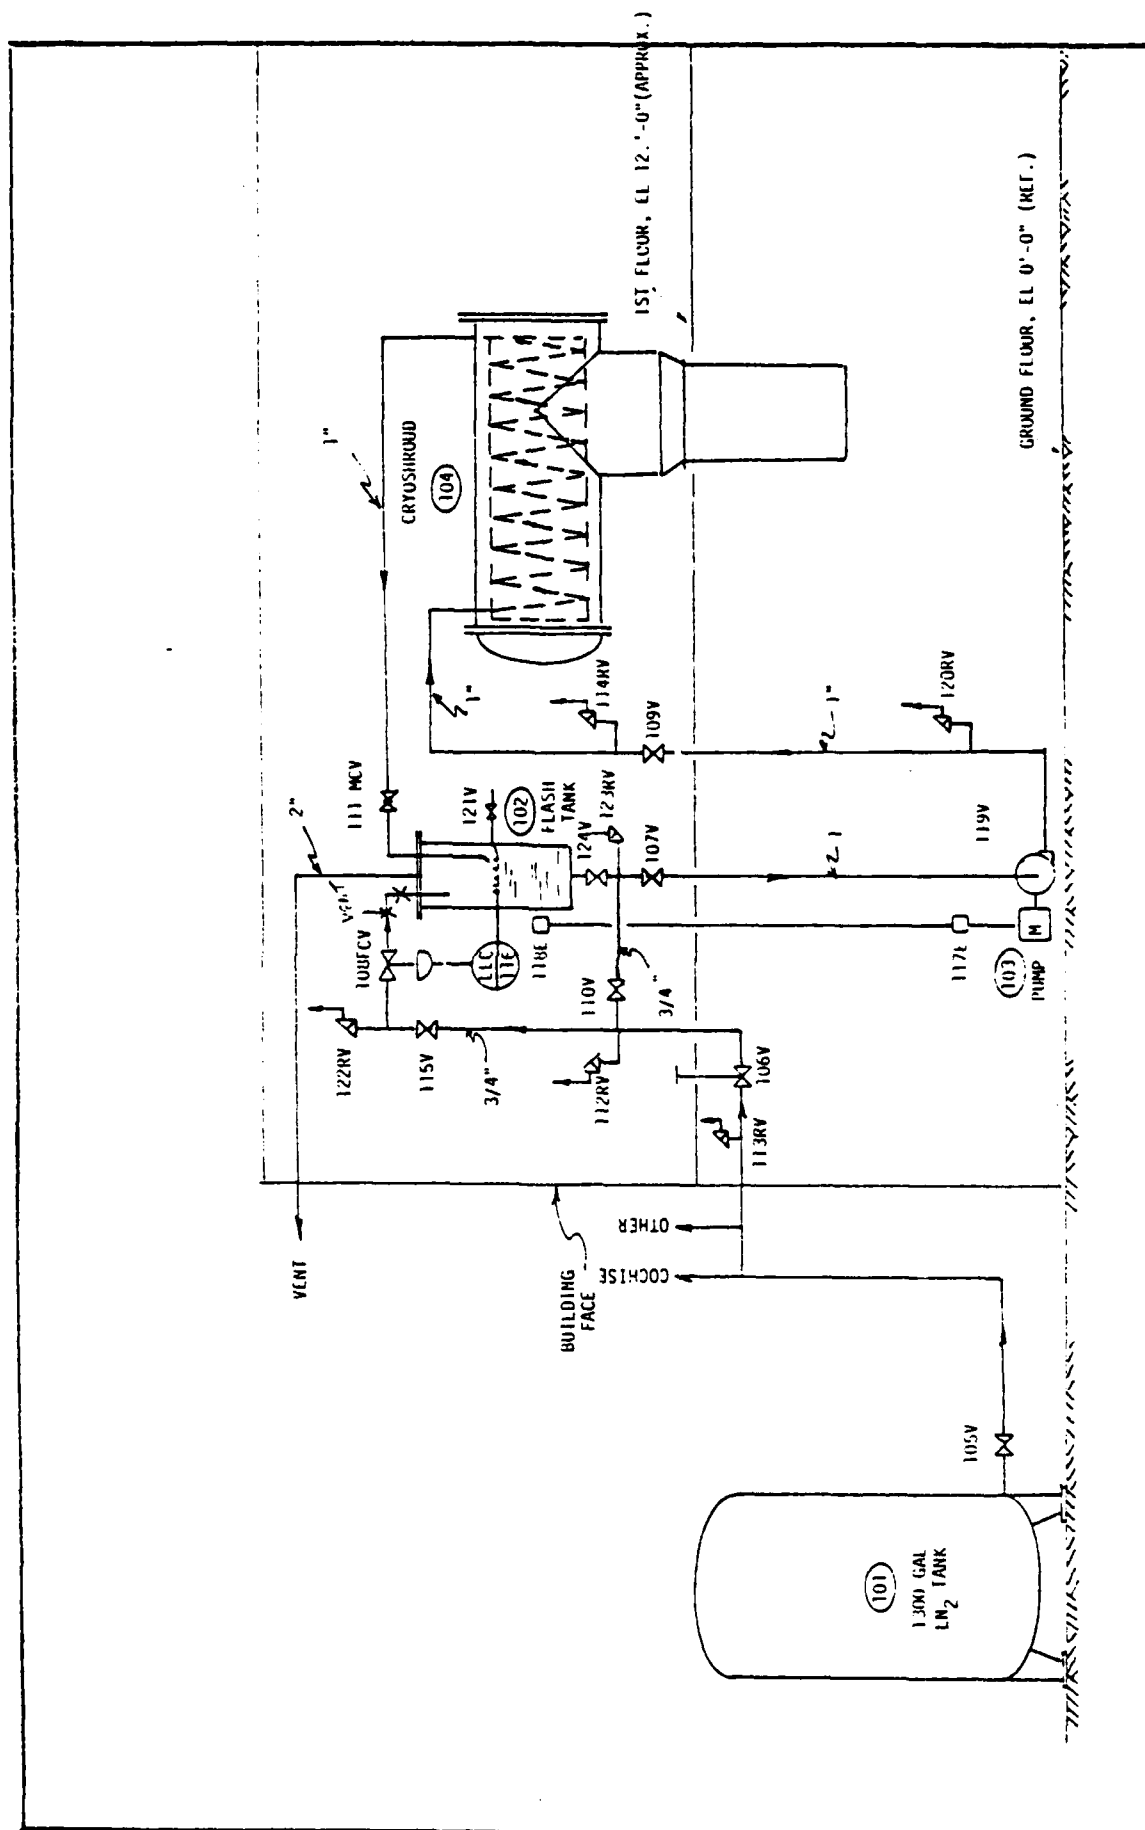 VENT
2"
1"
VENT
111 MCV
108FCV
122RV
115V
3/4"
LLC
116
118E
121V
102
FLASH
TANK
123RV
124V
107V
110V
3/4"
112RV
CRYOSHROUD
104
1"
114RV
109V
1ST FLOOR, EL 12.'-0"(APPROX.)
BUILDING
FACE
OTHER
COCHISE
113RV
106V
1"
120RV
119V
117E
M
103
PUMP
105V
101
1300 GAL
LN2 TANK
GROUND FLOOR, EL 0'-0" (REF.)